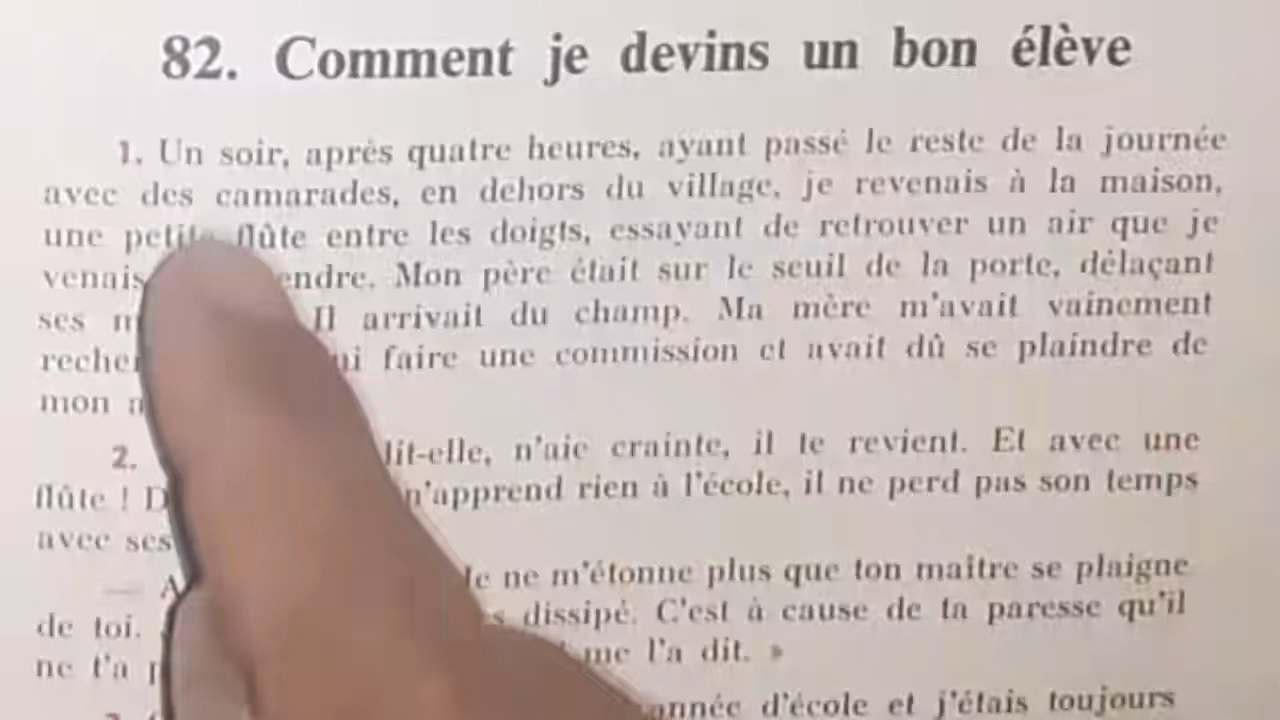 82. Comment je devins un bon élève
1. Un soir, après quatre heures, ayant passé le reste de la journée
avec des camarades, en dehors du village, je revenais à la maison,
une petite flûte entre les doigts, essayant de retrouver un air que je
venais endre. Mon père était sur le seuil de la porte, délaçant
ses Il arrivait du champ. Ma mère m'avait vainement
recher faire une commission et avait dû se plaindre de
mon
2. dit-elle, n'aie crainte, il te revient. Et avec une
flûte ! D n'apprend rien à l'école, il ne perd pas son temps
avec ses
— A Je ne m'étonne plus que ton maître se plaigne
de toi. dissipé. C'est à cause de ta paresse qu'il
ne t'a me l'a dit. »
année d'école et j'étais toujours